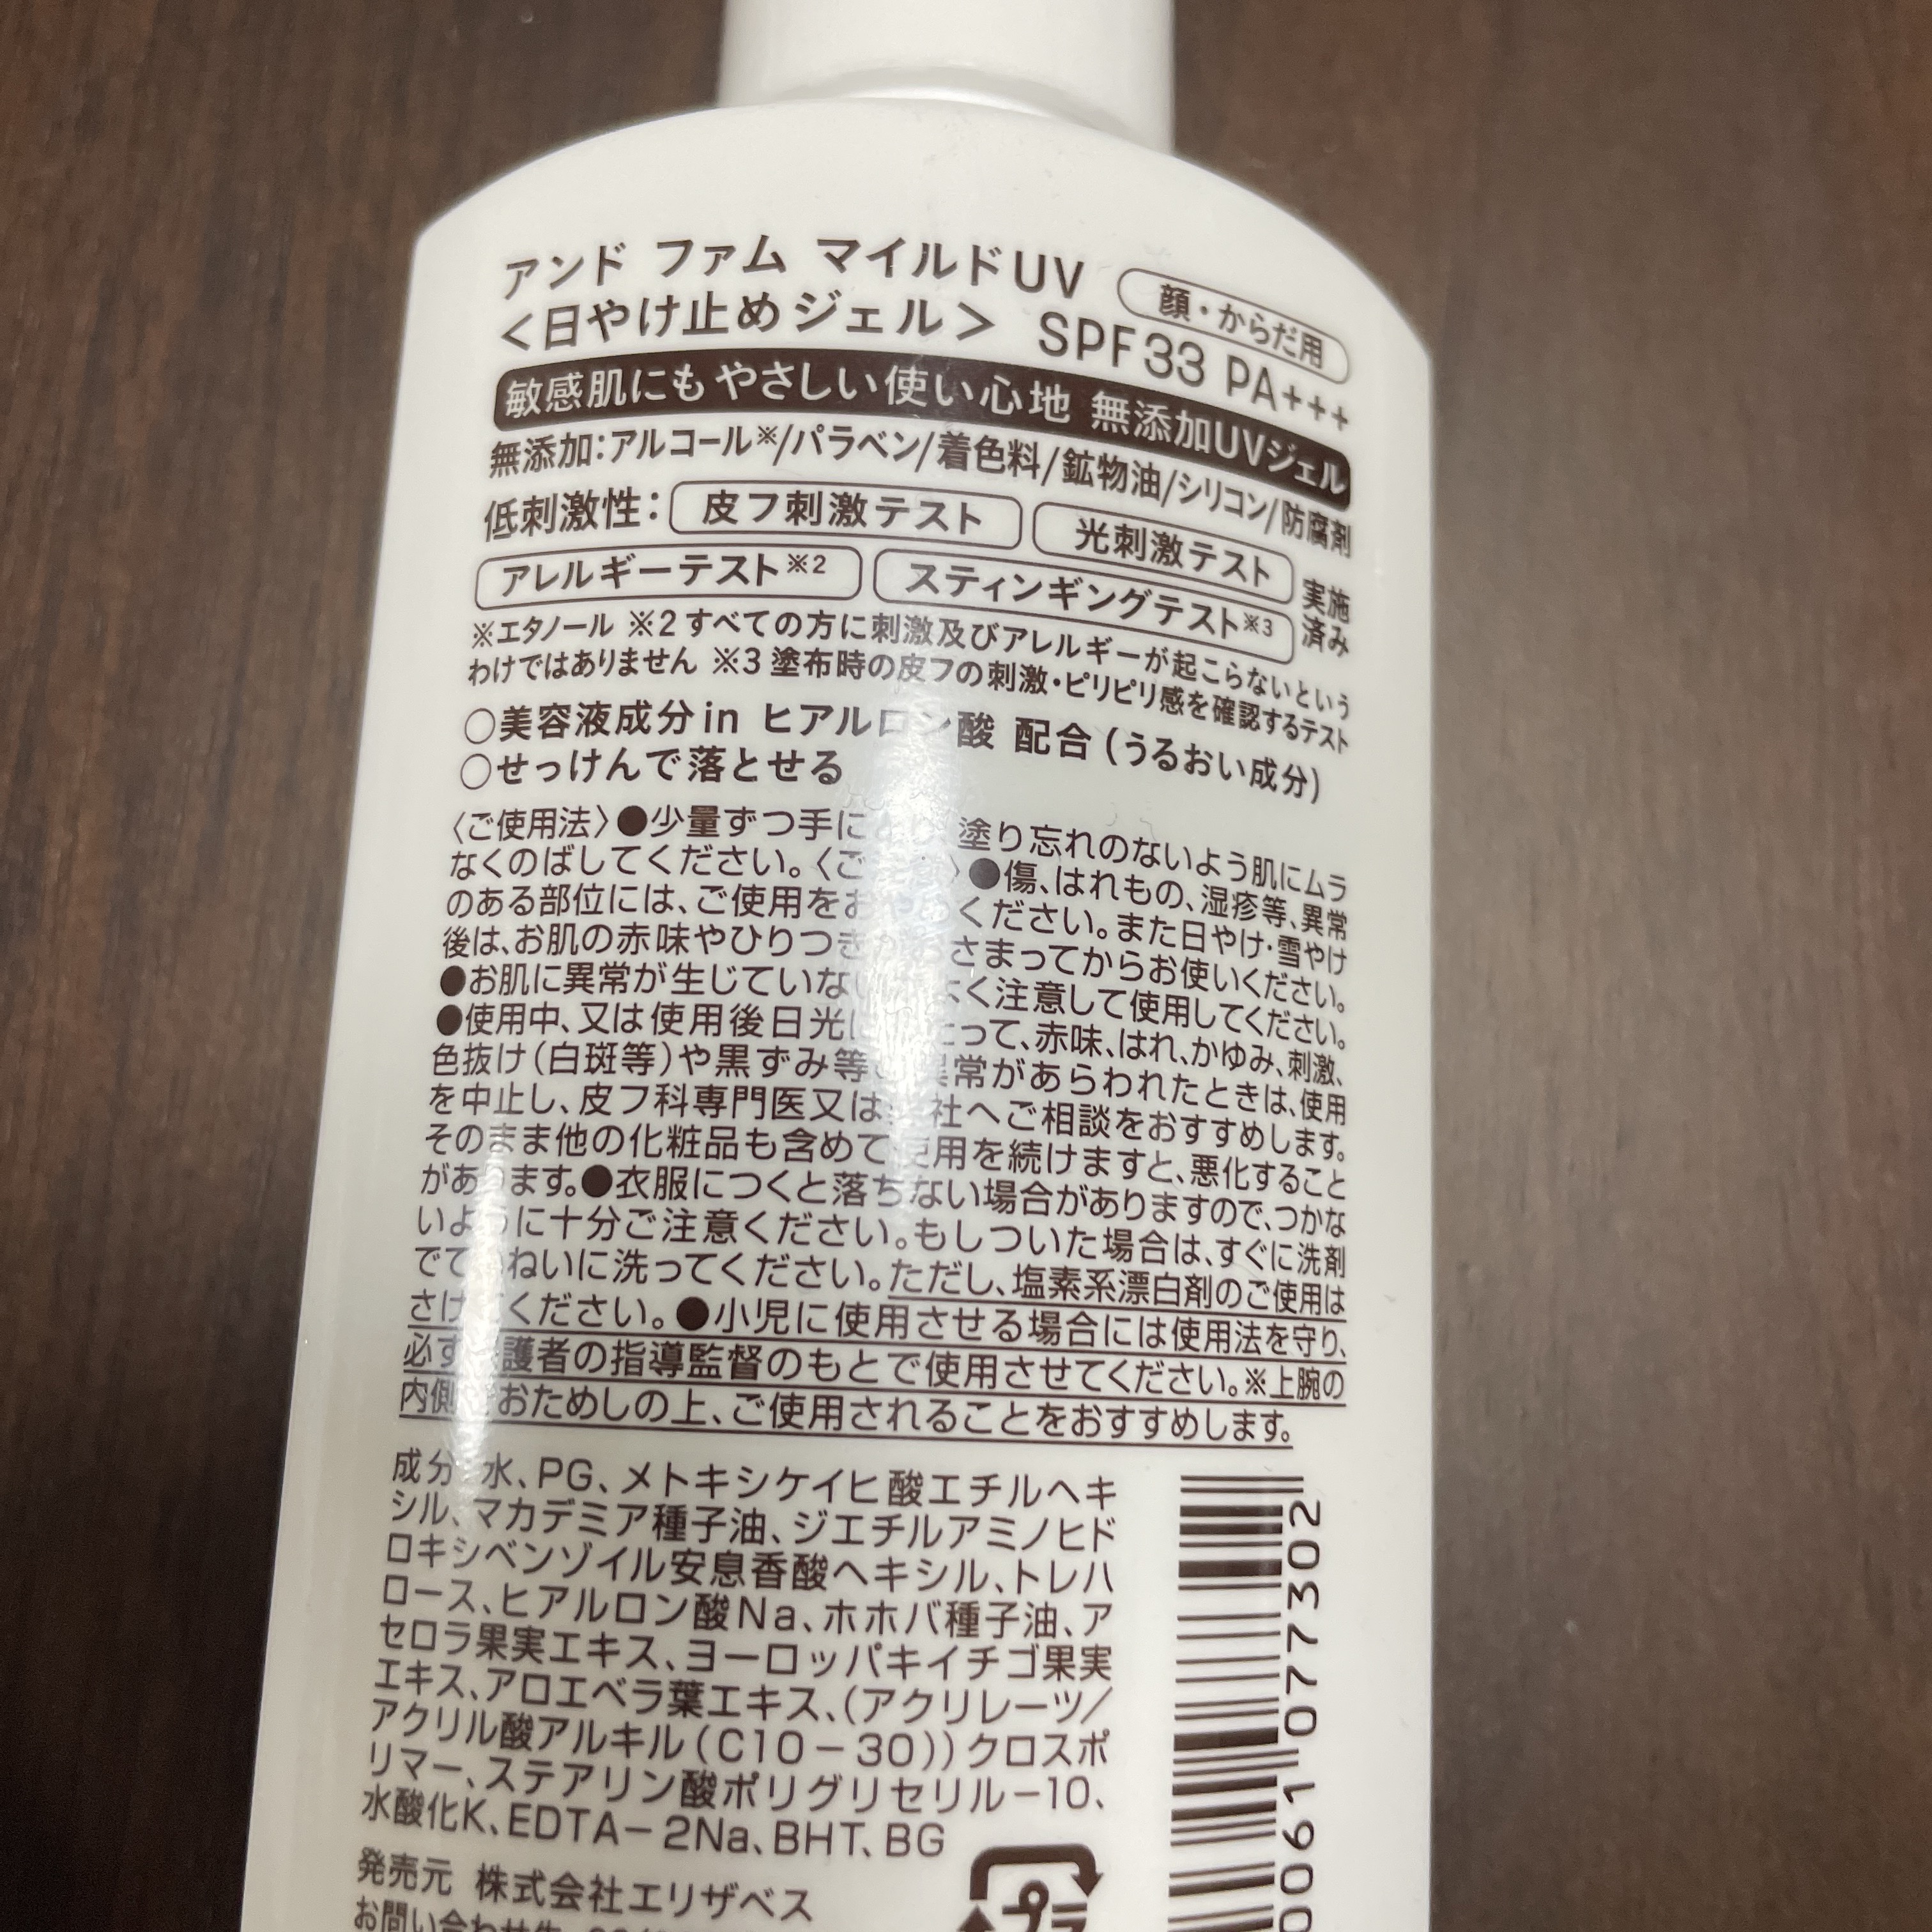 アンド ファム マイルドUV
顔・からだ用
＜日やけ止めジェル＞ SPF33 PA+++
敏感肌にもやさしい使い心地 無添加UVジェル
無添加：アルコール※/パラベン/着色料/鉱物油/シリコン/防腐剤
低刺激性： 皮フ刺激テスト 光刺激テスト
アレルギーテスト※2 スティンギングテスト※3 実施済み
※エタノール ※2 すべての方に刺激及びアレルギーが起こらないという
わけではありません ※3 塗布時の皮フの刺激・ピリピリ感を確認するテスト
○美容液成分in ヒアルロン酸 配合（うるおい成分）
○せっけんで落とせる
〈ご使用法〉●少量ずつ手に 塗り忘れのないよう肌にムラ
なくのばしてください。〈ご 〉●傷、はれもの、湿疹等、異常
のある部位には、ご使用をおやめください。また日やけ・雪やけ
後は、お肌の赤味やひりつきがおさまってからお使いください。
●お肌に異常が生じていないかよく注意して使用してください。
●使用中、又は使用後日光に たって、赤味、はれ、かゆみ、刺激、
色抜け（白斑等）や黒ずみ等の異常があらわれたときは、使用
を中止し、皮フ科専門医又は 社へご相談をおすすめします。
そのまま他の化粧品も含めて使用を続けますと、悪化すること
があります。●衣服につくと落ちない場合がありますので、つかな
いように十分ご注意ください。もしついた場合は、すぐに洗剤
でていねいに洗ってください。ただし、塩素系漂白剤のご使用は
さけてください。●小児に使用させる場合には使用法を守り、
必ず保護者の指導監督のもとで使用させてください。※上腕の
内側でおためしの上、ご使用されることをおすすめします。
成分：水、PG、メトキシケイヒ酸エチルヘキ
シル、マカデミア種子油、ジエチルアミノヒド
ロキシベンゾイル安息香酸ヘキシル、トレハ
ロース、ヒアルロン酸Na、ホホバ種子油、ア
セロラ果実エキス、ヨーロッパキイチゴ果実
エキス、アロエベラ葉エキス、（アクリレーツ／
アクリル酸アルキル（C10－30））クロスポ
リマー、ステアリン酸ポリグリセリル－10、
水酸化K、EDTA－2Na、BHT、BG
発売元 株式会社エリザベス
お問い合わせ先
プラ
0061 077302